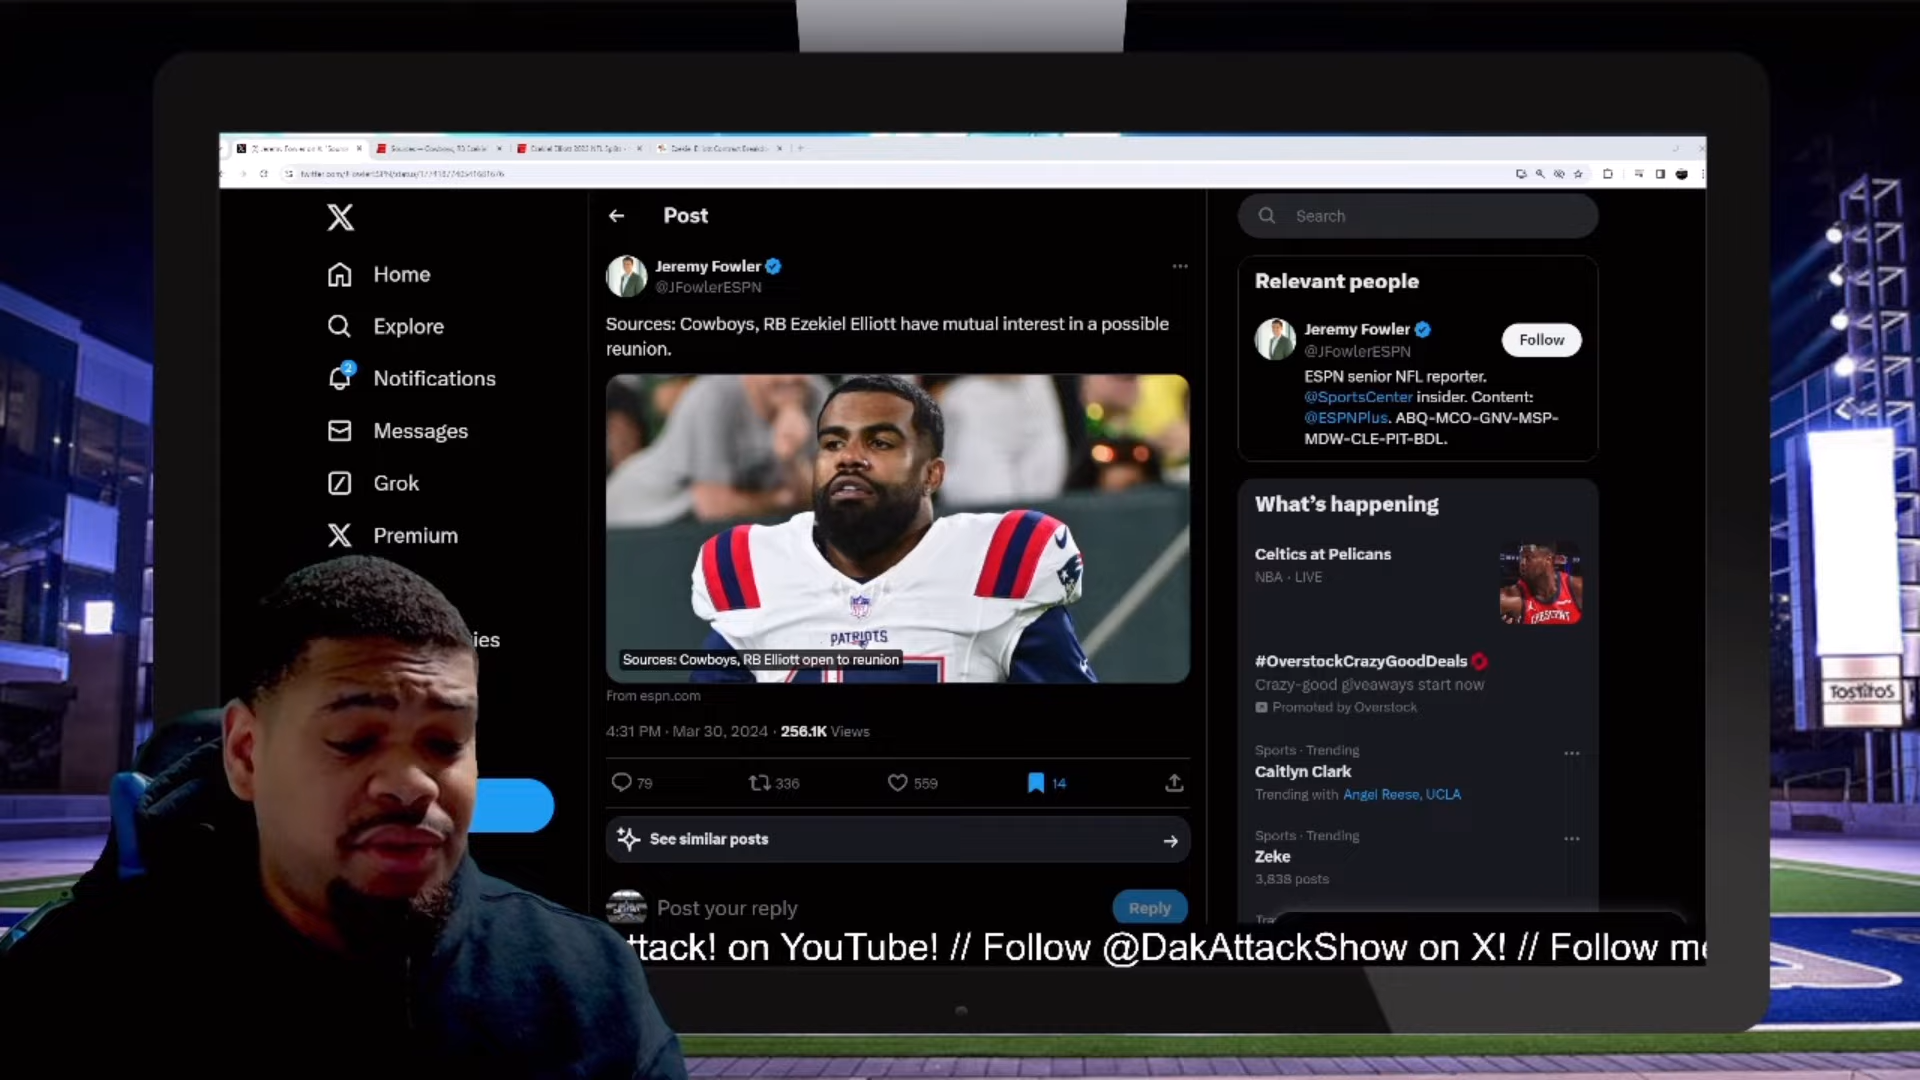 Post
Search
Home
Explore
Notifications
2
Messages
Grok
Premium
ies
Jeremy Fowler
@JFowlerESPN
Sources: Cowboys, RB Ezekiel Elliott have mutual interest in a possible
reunion.
PATRIOTS
Sources: Cowboys, RB Elliott open to reunion
From espn.com
4:31 PM · Mar 30, 2024 · 256.1K Views
79
336
559
14
See similar posts
Post your reply
Reply
Relevant people
Jeremy Fowler
@JFowlerESPN
Follow
ESPN senior NFL reporter.
@SportsCenter insider. Content:
@ESPNPlus. ABQ-MCO-GNV-MSP-
MDW-CLE-PIT-BDL.
What's happening
Celtics at Pelicans
NBA · LIVE
#OverstockCrazyGoodDeals
Crazy-good giveaways start now
Promoted by Overstock
Sports · Trending
Caitlyn Clark
Trending with Angel Reese, UCLA
Sports · Trending
Zeke
3,838 posts
ttack! on YouTube! // Follow @DakAttackShow on X! // Follow me
TOSTITOS